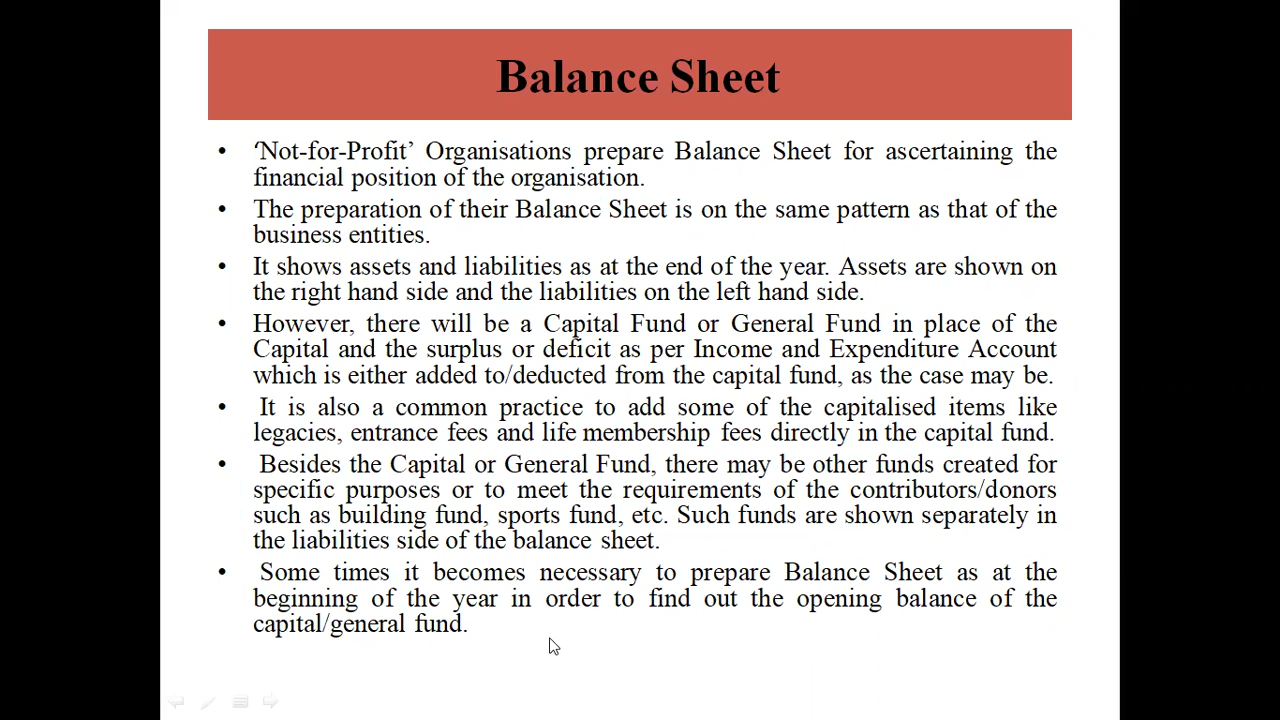 Balance Sheet
• ‘Not-for-Profit’ Organisations prepare Balance Sheet for ascertaining the
financial position of the organisation.
• The preparation of their Balance Sheet is on the same pattern as that of the
business entities.
• It shows assets and liabilities as at the end of the year. Assets are shown on
the right hand side and the liabilities on the left hand side.
• However, there will be a Capital Fund or General Fund in place of the
Capital and the surplus or deficit as per Income and Expenditure Account
which is either added to/deducted from the capital fund, as the case may be.
• It is also a common practice to add some of the capitalised items like
legacies, entrance fees and life membership fees directly in the capital fund.
• Besides the Capital or General Fund, there may be other funds created for
specific purposes or to meet the requirements of the contributors/donors
such as building fund, sports fund, etc. Such funds are shown separately in
the liabilities side of the balance sheet.
• Some times it becomes necessary to prepare Balance Sheet as at the
beginning of the year in order to find out the opening balance of the
capital/general fund.